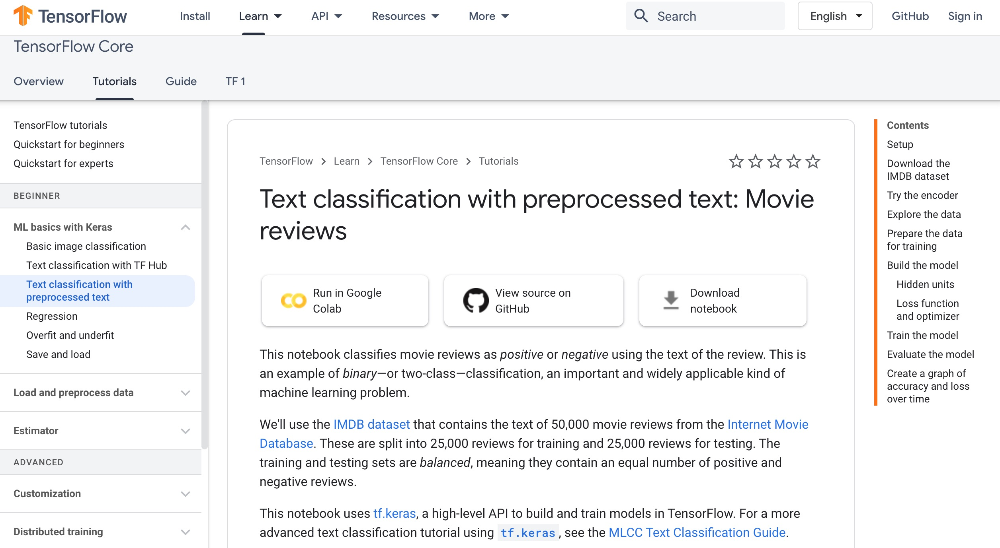 TensorFlow
Install
Learn
API
Resources
More
Search
English
GitHub
Sign in
TensorFlow Core
Overview
Tutorials
Guide
TF 1
TensorFlow tutorials
Quickstart for beginners
Quickstart for experts
BEGINNER
ML basics with Keras
Basic image classification
Text classification with TF Hub
Text classification with
preprocessed text
Regression
Overfit and underfit
Save and load
Load and preprocess data
Estimator
ADVANCED
Customization
Distributed training
TensorFlow > Learn > TensorFlow Core > Tutorials
Text classification with preprocessed text: Movie
reviews
Run in Google
Colab
View source on
GitHub
Download
notebook
This notebook classifies movie reviews as positive or negative using the text of the review. This is
an example of binary—or two-class—classification, an important and widely applicable kind of
machine learning problem.
We'll use the IMDB dataset that contains the text of 50,000 movie reviews from the Internet Movie
Database. These are split into 25,000 reviews for training and 25,000 reviews for testing. The
training and testing sets are balanced, meaning they contain an equal number of positive and
negative reviews.
This notebook uses tf.keras, a high-level API to build and train models in TensorFlow. For a more
advanced text classification tutorial using tf.keras, see the MLCC Text Classification Guide.
Contents
Setup
Download the
IMDB dataset
Try the encoder
Explore the data
Prepare the data
for training
Build the model
Hidden units
Loss function
and optimizer
Train the model
Evaluate the model
Create a graph of
accuracy and loss
over time